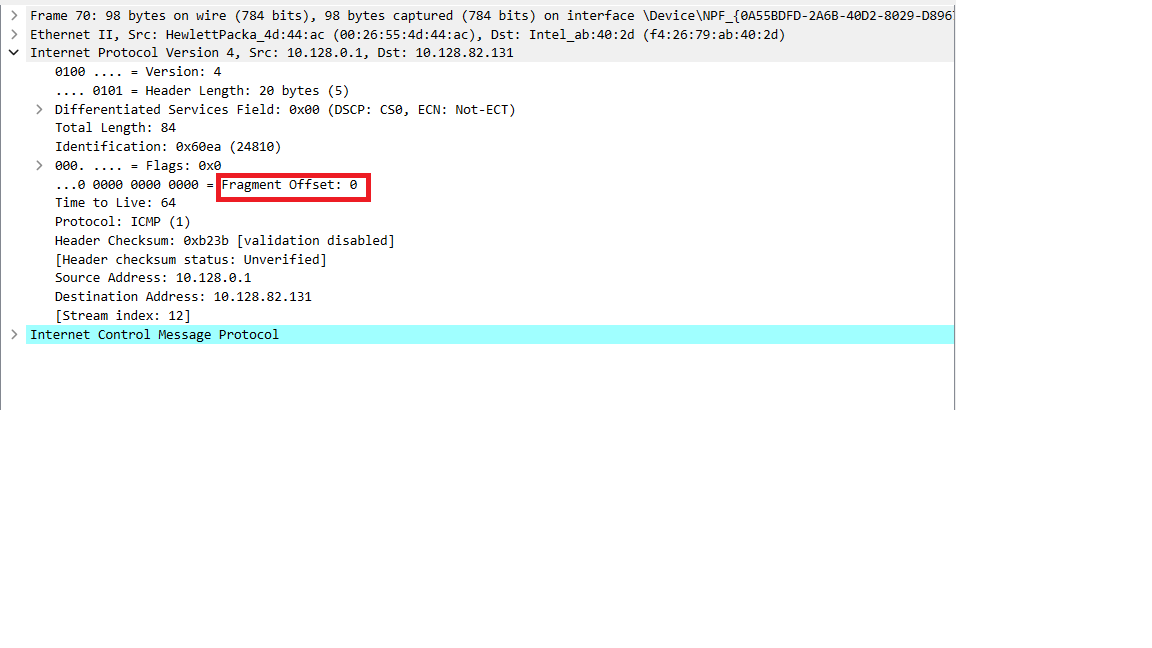 Frame 70: 98 bytes on wire (784 bits), 98 bytes captured (784 bits) on interface \Device\NPF_{0A55BDFD-2A6B-40D2-8029-D896
Ethernet II, Src: HewlettPacka_4d:44:ac (00:26:55:4d:44:ac), Dst: Intel_ab:40:2d (f4:26:79:ab:40:2d)
Internet Protocol Version 4, Src: 10.128.0.1, Dst: 10.128.82.131
0100 .... = Version: 4
.... 0101 = Header Length: 20 bytes (5)
Differentiated Services Field: 0x00 (DSCP: CS0, ECN: Not-ECT)
Total Length: 84
Identification: 0x60ea (24810)
000. .... = Flags: 0x0
...0 0000 0000 0000 = Fragment Offset: 0
Time to Live: 64
Protocol: ICMP (1)
Header Checksum: 0xb23b [validation disabled]
[Header checksum status: Unverified]
Source Address: 10.128.0.1
Destination Address: 10.128.82.131
[Stream index: 12]
Internet Control Message Protocol